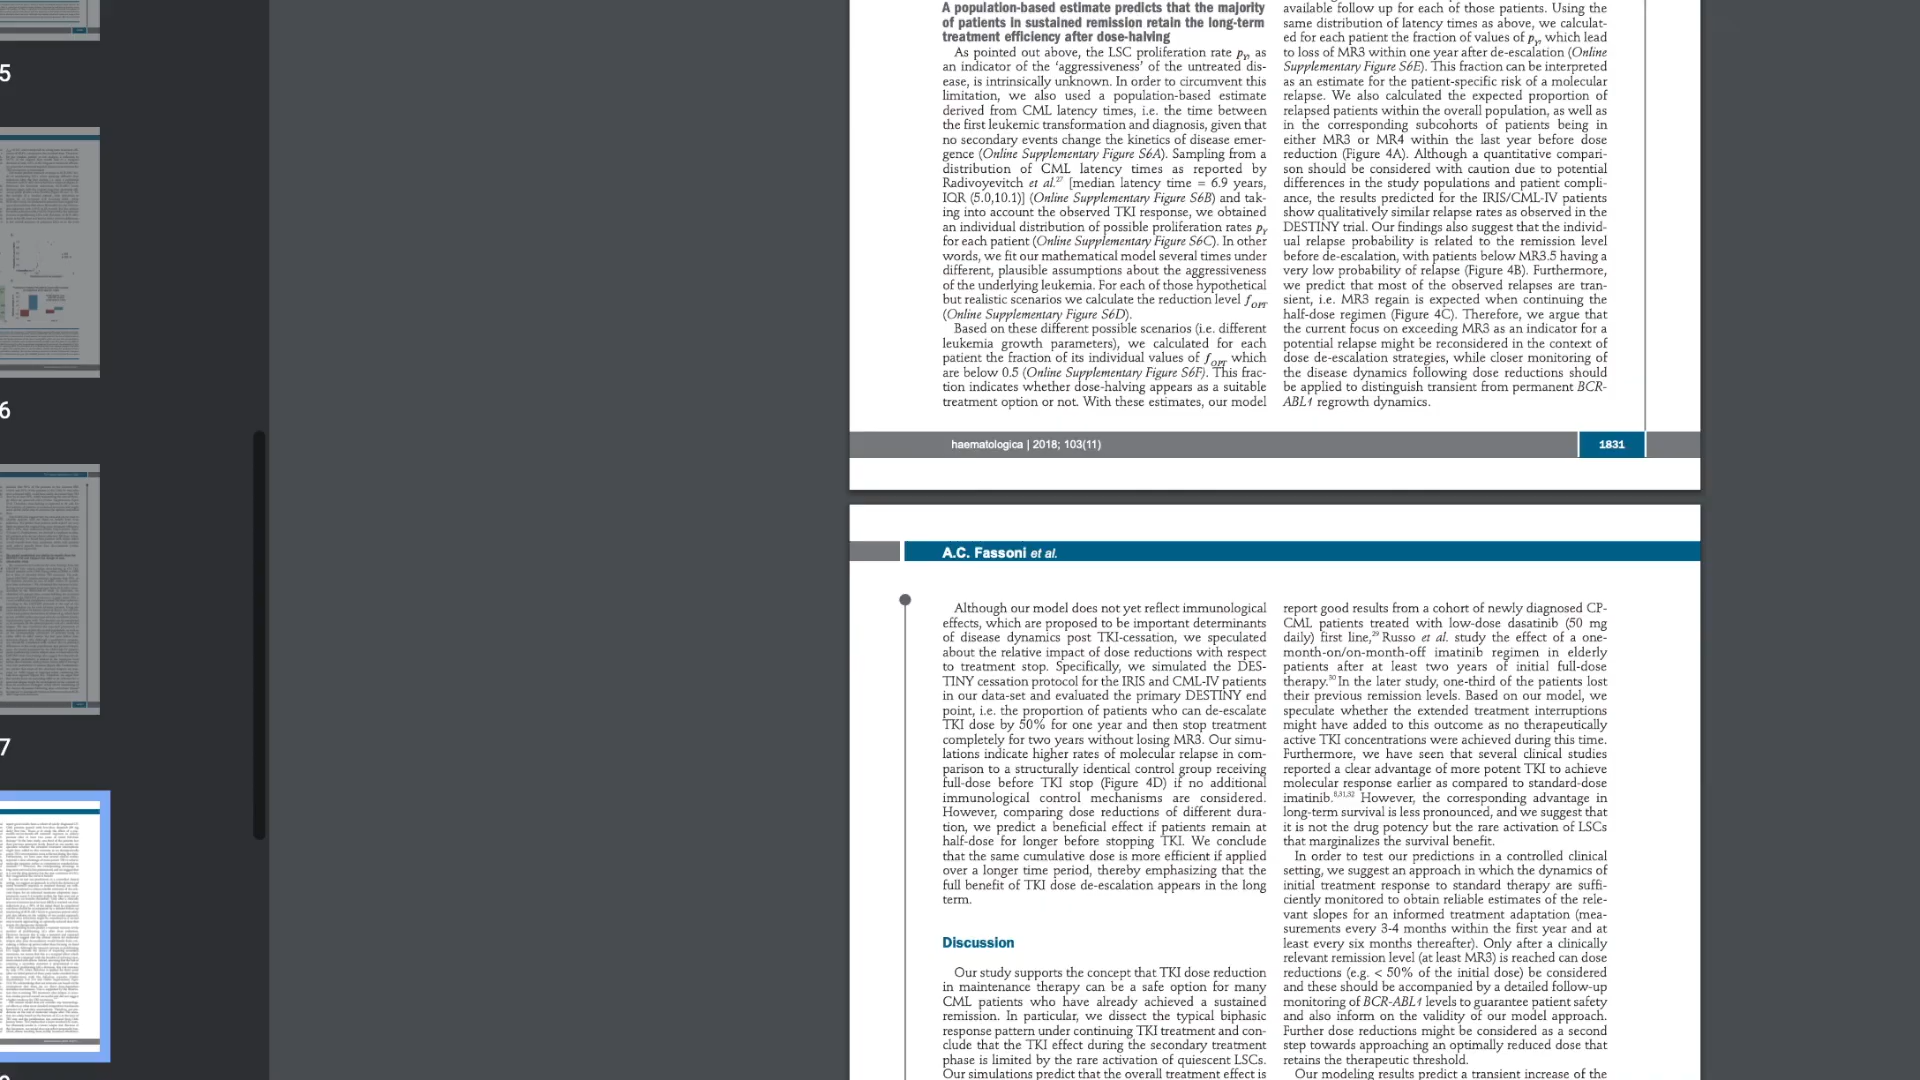 5
6
7
A population-based estimate predicts that the majority
of patients in sustained remission retain the long-term
treatment efficiency after dose-halving
As pointed out above, the LSC proliferation rate pY, as
an indicator of the ‘aggressiveness’ of the untreated dis-
ease, is intrinsically unknown. In order to circumvent this
limitation, we also used a population-based estimate
derived from CML latency times, i.e. the time between
the first leukemic transformation and diagnosis, given that
no secondary events change the kinetics of disease emer-
gence (Online Supplementary Figure S6A). Sampling from a
distribution of CML latency times as reported by
Radivoyevitch et al.27 [median latency time = 6.9 years,
IQR (5.0,10.1)] (Online Supplementary Figure S6B) and tak-
ing into account the observed TKI response, we obtained
an individual distribution of possible proliferation rates pY
for each patient (Online Supplementary Figure S6C). In other
words, we fit our mathematical model several times under
different, plausible assumptions about the aggressiveness
of the underlying leukemia. For each of those hypothetical
but realistic scenarios we calculate the reduction level fOPT
(Online Supplementary Figure S6D).
Based on these different possible scenarios (i.e. different
leukemia growth parameters), we calculated for each
patient the fraction of its individual values of fOPT which
are below 0.5 (Online Supplementary Figure S6F). This frac-
tion indicates whether dose-halving appears as a suitable
treatment option or not. With these estimates, our model
available follow up for each of those patients. Using the
same distribution of latency times as above, we calculat-
ed for each patient the fraction of values of pY, which lead
to loss of MR3 within one year after de-escalation (Online
Supplementary Figure S6E). This fraction can be interpreted
as an estimate for the patient-specific risk of a molecular
relapse. We also calculated the expected proportion of
relapsed patients within the overall population, as well as
in the corresponding subcohorts of patients being in
either MR3 or MR4 within the last year before dose
reduction (Figure 4A). Although a quantitative compari-
son should be considered with caution due to potential
differences in the study populations and patient compli-
ance, the results predicted for the IRIS/CML-IV patients
show qualitatively similar relapse rates as observed in the
DESTINY trial. Our findings also suggest that the individ-
ual relapse probability is related to the remission level
before de-escalation, with patients below MR3.5 having a
very low probability of relapse (Figure 4B). Furthermore,
we predict that most of the observed relapses are tran-
sient, i.e. MR3 regain is expected when continuing the
half-dose regimen (Figure 4C). Therefore, we argue that
the current focus on exceeding MR3 as an indicator for a
potential relapse might be reconsidered in the context of
dose de-escalation strategies, while closer monitoring of
the disease dynamics following dose reductions should
be applied to distinguish transient from permanent BCR-
ABL1 regrowth dynamics.
haematologica | 2018; 103(11)
1831
A.C. Fassoni et al.
Although our model does not yet reflect immunological
effects, which are proposed to be important determinants
of disease dynamics post TKI-cessation, we speculated
about the relative impact of dose reductions with respect
to treatment stop. Specifically, we simulated the DES-
TINY cessation protocol for the IRIS and CML-IV patients
in our data-set and evaluated the primary DESTINY end
point, i.e. the proportion of patients who can de-escalate
TKI dose by 50% for one year and then stop treatment
completely for two years without losing MR3. Our simu-
lations indicate higher rates of molecular relapse in com-
parison to a structurally identical control group receiving
full-dose before TKI stop (Figure 4D) if no additional
immunological control mechanisms are considered.
However, comparing dose reductions of different dura-
tion, we predict a beneficial effect if patients remain at
half-dose for longer before stopping TKI. We conclude
that the same cumulative dose is more efficient if applied
over a longer time period, thereby emphasizing that the
full benefit of TKI dose de-escalation appears in the long
term.
Discussion
Our study supports the concept that TKI dose reduction
in maintenance therapy can be a safe option for many
CML patients who have already achieved a sustained
remission. In particular, we dissect the typical biphasic
response pattern under continuing TKI treatment and con-
clude that the TKI effect during the secondary treatment
phase is limited by the rare activation of quiescent LSCs.
Our simulations predict that the overall treatment effect is
report good results from a cohort of newly diagnosed CP-
CML patients treated with low-dose dasatinib (50 mg
daily) first line,29 Russo et al. study the effect of a one-
month-on/on-month-off imatinib regimen in elderly
patients after at least two years of initial full-dose
therapy.30 In the later study, one-third of the patients lost
their previous remission levels. Based on our model, we
speculate whether the extended treatment interruptions
might have added to this outcome as no therapeutically
active TKI concentrations were achieved during this time.
Furthermore, we have seen that several clinical studies
reported a clear advantage of more potent TKI to achieve
molecular response earlier as compared to standard-dose
imatinib.8,31,32 However, the corresponding advantage in
long-term survival is less pronounced, and we suggest that
it is not the drug potency but the rare activation of LSCs
that marginalizes the survival benefit.
In order to test our predictions in a controlled clinical
setting, we suggest an approach in which the dynamics of
initial treatment response to standard therapy are suffi-
ciently monitored to obtain reliable estimates of the rele-
vant slopes for an informed treatment adaptation (mea-
surements every 3-4 months within the first year and at
least every six months thereafter). Only after a clinically
relevant remission level (at least MR3) is reached can dose
reductions (e.g. < 50% of the initial dose) be considered
and these should be accompanied by a detailed follow-up
monitoring of BCR-ABL1 levels to guarantee patient safety
and also inform on the validity of our model approach.
Further dose reductions might be considered as a second
step towards approaching an optimally reduced dose that
retains the therapeutic threshold.
Our modeling results predict a transient increase of the